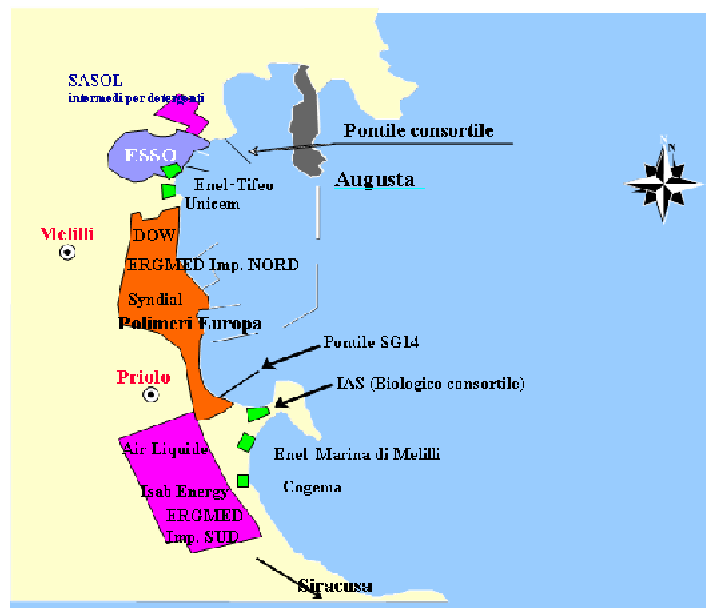 SASOL
intermedi per detergenti
Pontile consortile
ESSO
Augusta
Enel-Tifeo
Unicem
Melilli
DOW
ERGMED Imp. NORD
Syndial
Polimeri Europa
Pontile SG14
Priolo
IAS (Biologico consortile)
Air Liquide
Enel Marina di Melilli
Isab Energy
Cogema
ERGMED
Imp. SUD
Siracusa
N
N